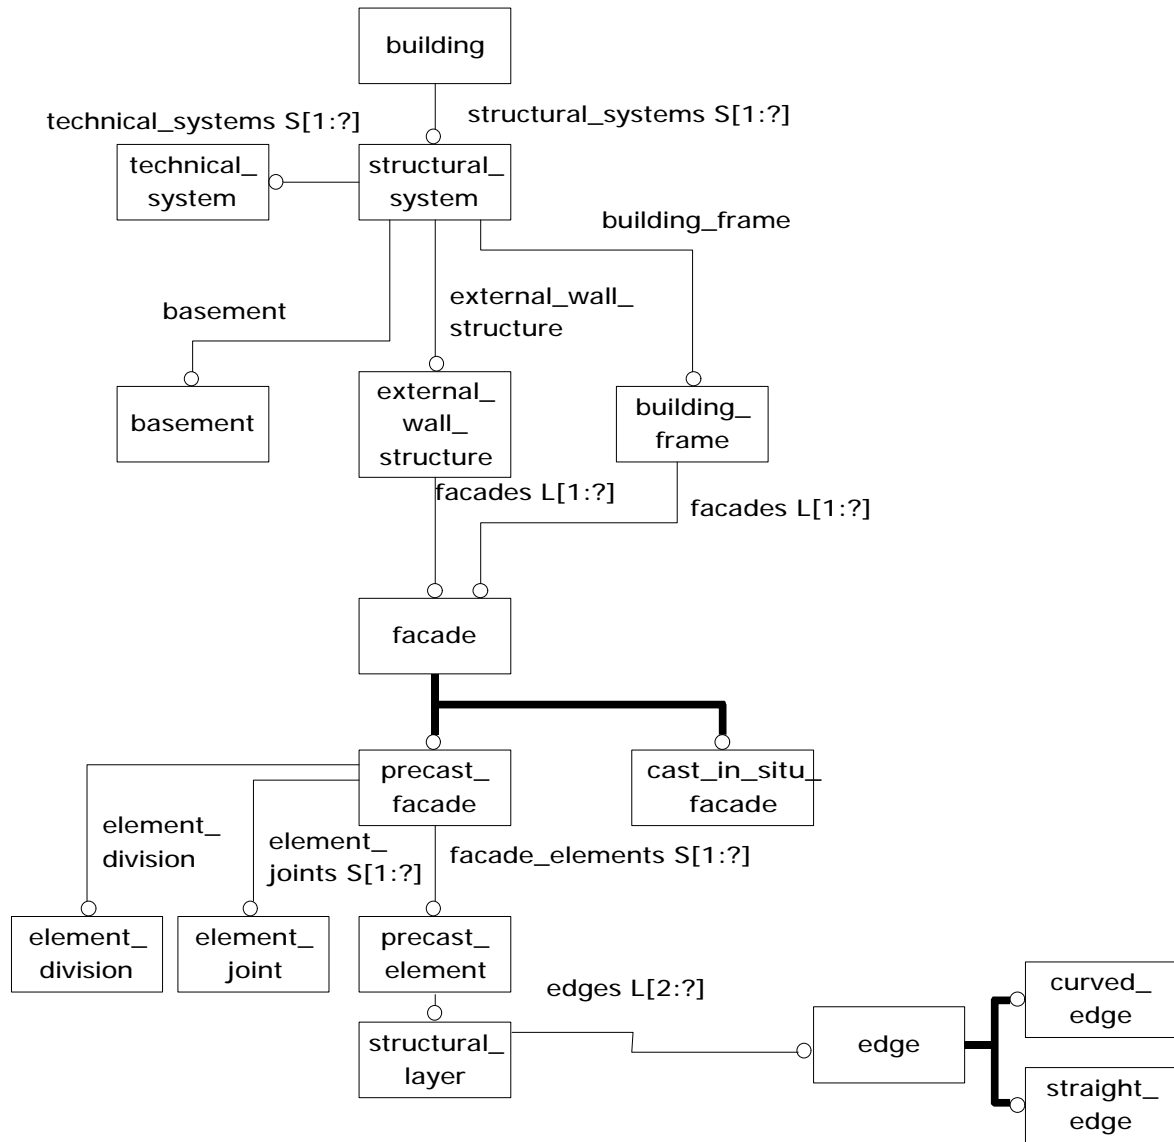 building
technical_systems S[1:?]
structural_systems S[1:?]
technical_
system
structural_
system
building_frame
basement
external_wall_
structure
basement
external_
wall_
structure
building_
frame
facades L[1:?]
facades L[1:?]
facade
precast_
facade
cast_in_situ_
facade
element_
division
element_
joints S[1:?]
facade_elements S[1:?]
element_
division
element_
joint
precast_
element
edges L[2:?]
curved_
edge
structural_
layer
edge
straight_
edge